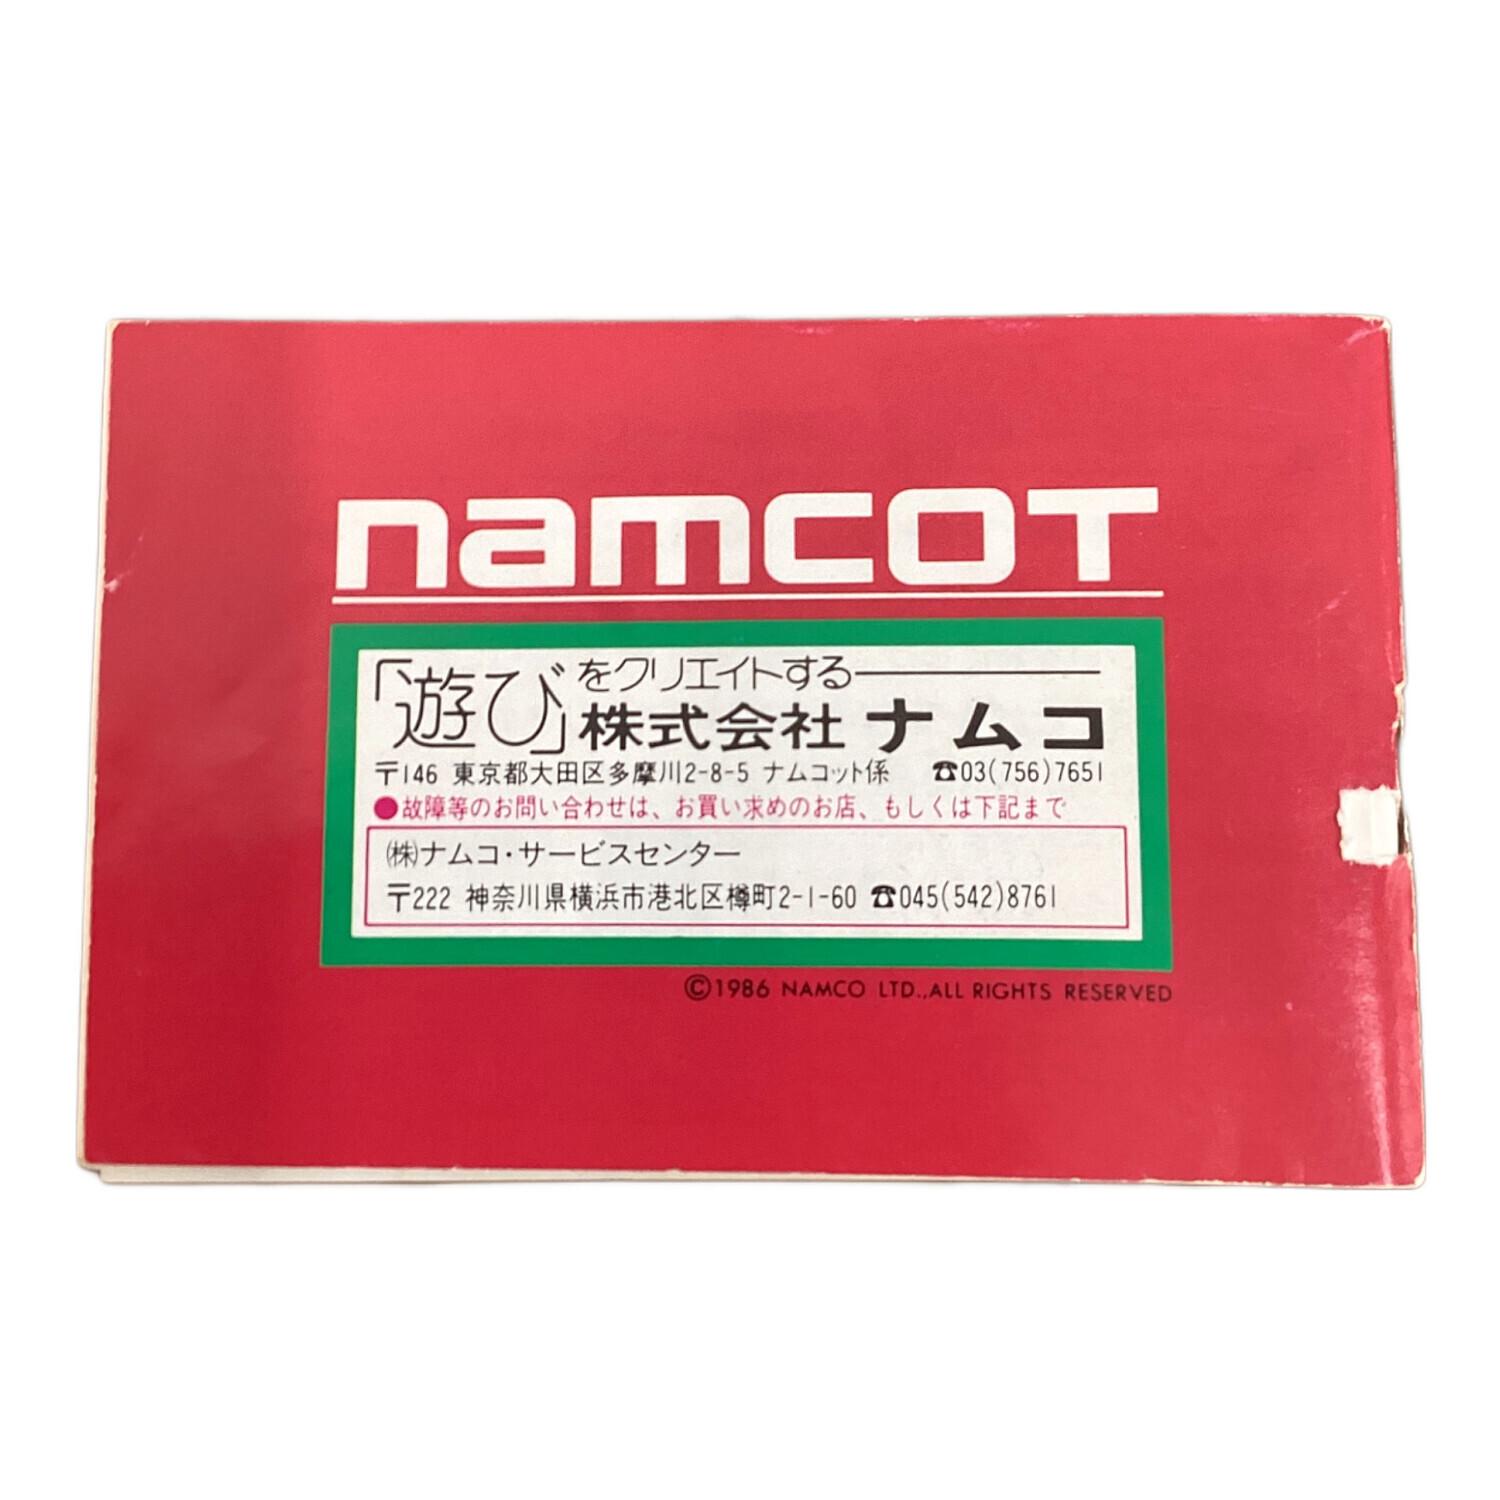 namcoT
「遊び」をクリエイトする
株式会社ナムコ
〒146 東京都大田区多摩川2-8-5 ナムコット係 ☎03(756)7651
●故障等のお問い合わせは、お買い求めのお店、もしくは下記まで
㈱ナムコ・サービスセンター
〒222 神奈川県横浜市港北区樽町2-1-60 ☎045(542)8761
©1986 NAMCO LTD.,ALL RIGHTS RESERVED